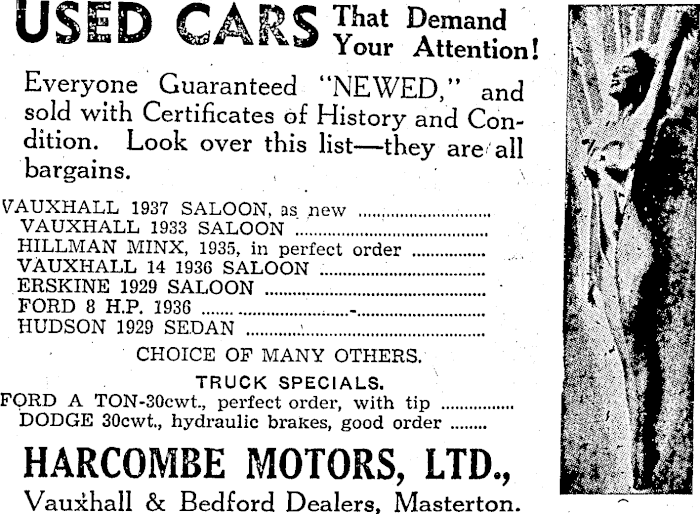 USED CARS That Demand
Your Attention!
Everyone Guaranteed "NEWED," and
sold with Certificates of History and Con-
dition. Look over this list—they are all
bargains.
VAUXHALL 1937 SALOON, as new ..............................
VAUXHALL 1933 SALOON ............................................
HILLMAN MINX, 1935, in perfect order .................
VAUXHALL 14 1936 SALOON .....................................
ERSKINE 1929 SALOON ..................................................
FORD 8 H.P. 1936 ................................................................
HUDSON 1929 SEDAN ......................................................
CHOICE OF MANY OTHERS.
TRUCK SPECIALS.
FORD A TON-30cwt., perfect order, with tip ................
DODGE 30cwt., hydraulic brakes, good order ........
HARCOMBE MOTORS, LTD.,
Vauxhall & Bedford Dealers, Masterton.